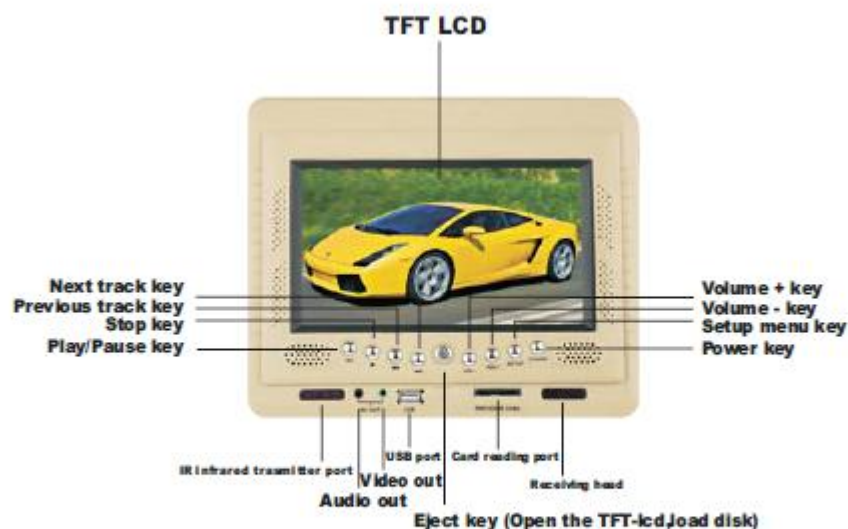 TFT LCD
Next track key
Previous track key
Stop key
Play/Pause key
Volume + key
Volume - key
Setup menu key
Power key
USB port
Card reading port
IR infrared trasmitter port
Video out
Receiving head
Audio out
Eject key (Open the TFT-lcd,load disk)